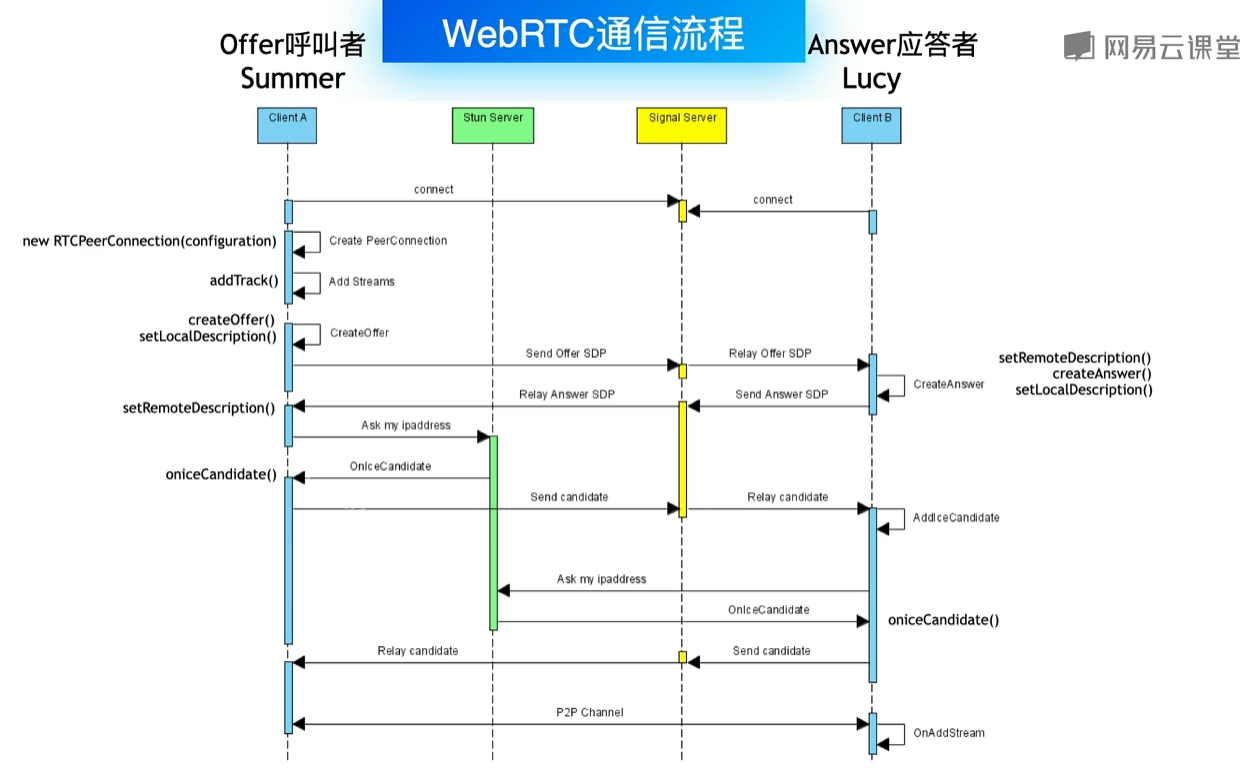 WebRTC通信流程
Offer呼叫者
Summer
Answer应答者
Lucy
网易云课堂
Client A
Stun Server
Signal Server
Client B
connect
connect
new RTCPeerConnection(configuration)
Create PeerConnection
addTrack()
Add Streams
createOffer()
setLocalDescription()
CreateOffer
Send Offer SDP
Relay Offer SDP
setRemoteDescription()
createAnswer()
setLocalDescription()
CreateAnswer
Relay Answer SDP
Send Answer SDP
setRemoteDescription()
Ask my ipaddress
OnIceCandidate
oniceCandidate()
Send candidate
Relay candidate
AddIceCandidate
Ask my ipaddress
OnIceCandidate
oniceCandidate()
Relay candidate
Send candidate
P2P Channel
OnAddStream